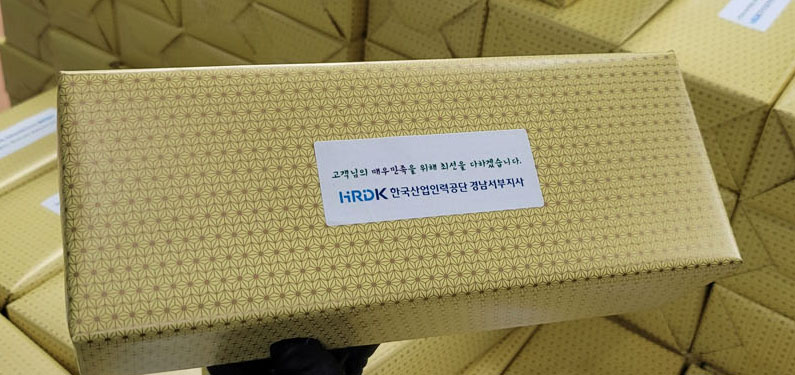 고객님의 매우만족을 위해 최선을 다하겠습니다.
HRDK 한국산업인력공단 경남서부지사